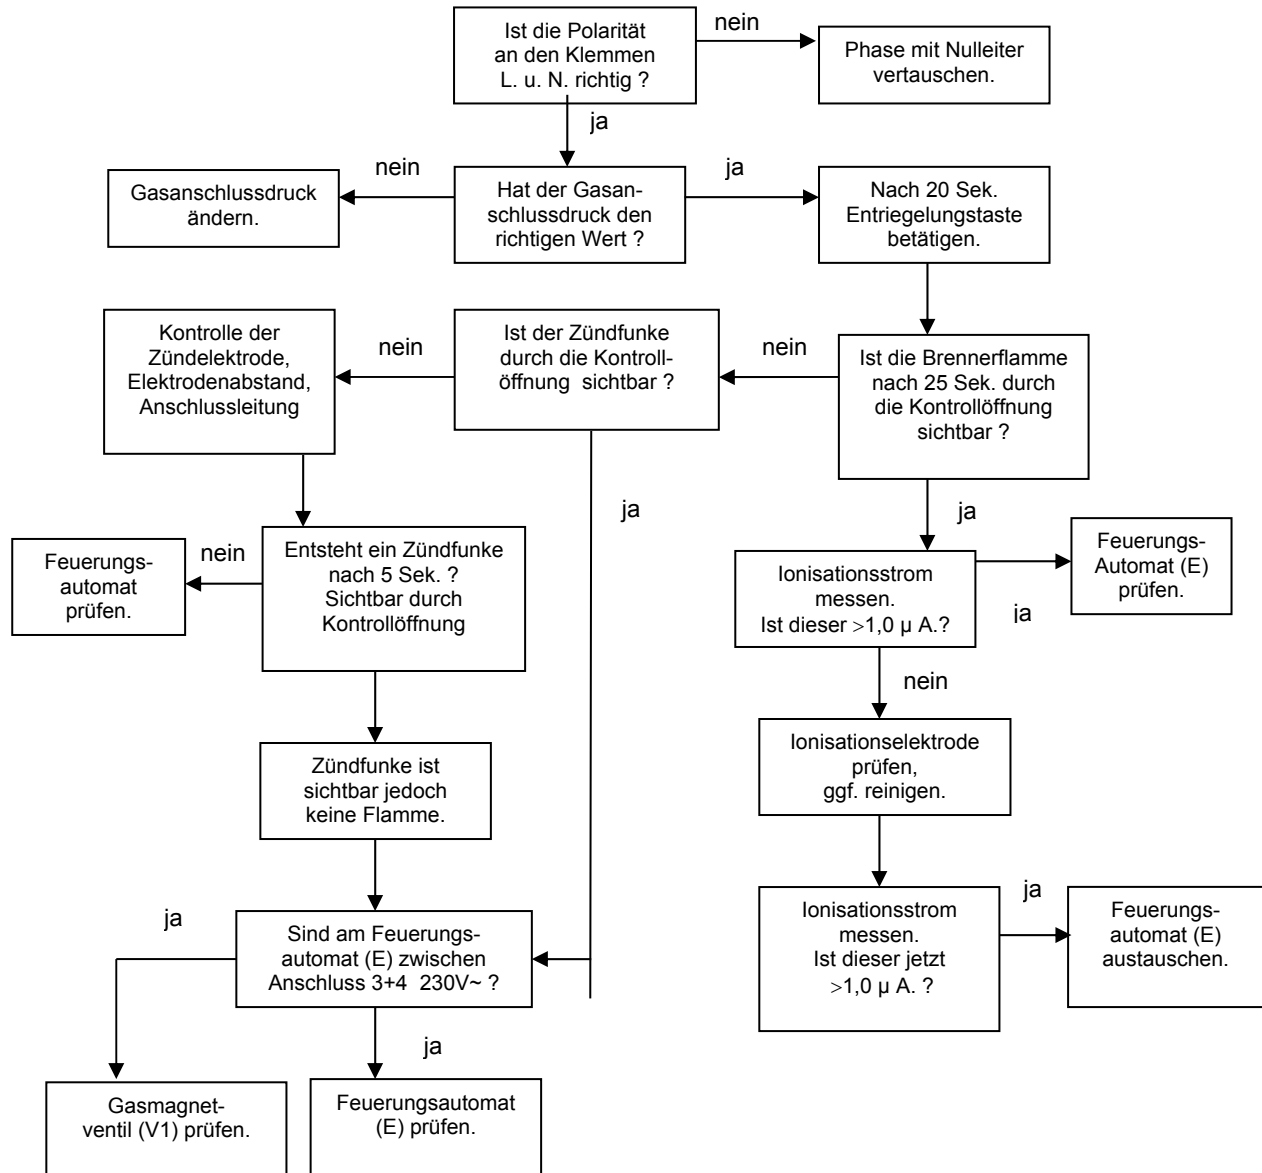 Ist die Polarität
an den Klemmen
L. u. N. richtig ?
nein
Phase mit Nulleiter
vertauschen.
ja
Gasanschlussdruck
ändern.
nein
Hat der Gasan-
schlussdruck den
richtigen Wert ?
ja
Nach 20 Sek.
Entriegelungstaste
betätigen.
Kontrolle der
Zündelektrode,
Elektrodenabstand,
Anschlussleitung
nein
Ist der Zündfunke
durch die Kontroll-
öffnung sichtbar ?
nein
Ist die Brennerflamme
nach 25 Sek. durch
die Kontrollöffnung
sichtbar ?
ja
ja
Feuerungs-
automat
prüfen.
nein
Entsteht ein Zündfunke
nach 5 Sek. ?
Sichtbar durch
Kontrollöffnung
Ionisationsstrom
messen.
Ist dieser >1,0 µ A.?
ja
Feuerungs-
Automat (E)
prüfen.
nein
Zündfunke ist
sichtbar jedoch
keine Flamme.
Ionisationselektrode
prüfen,
ggf. reinigen.
ja
Sind am Feuerungs-
automat (E) zwischen
Anschluss 3+4 230V~ ?
Ionisationsstrom
messen.
Ist dieser jetzt
>1,0 µ A. ?
ja
Feuerungs-
automat (E)
austauschen.
ja
Gasmagnet-
ventil (V1) prüfen.
Feuerungsautomat
(E) prüfen.